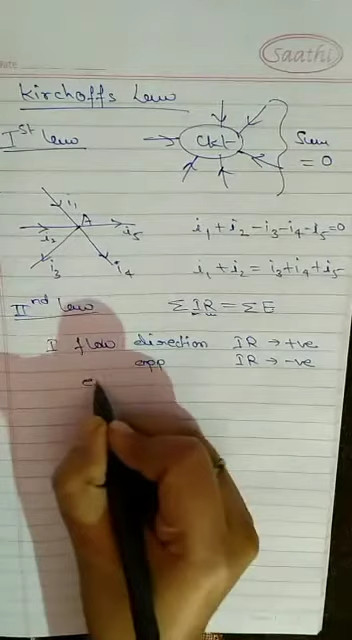 Date
Saathi
Kirchoffs Law
Ist law
Ckt
Sum
= 0
i1
A
i2
i5
i3
i4
i1 + i2 - i3 - i4 - i5 = 0
i1 + i2 = i3 + i4 + i5
IInd law
Σ IR = Σ E
I flow direction IR → +ve
opp IR → -ve